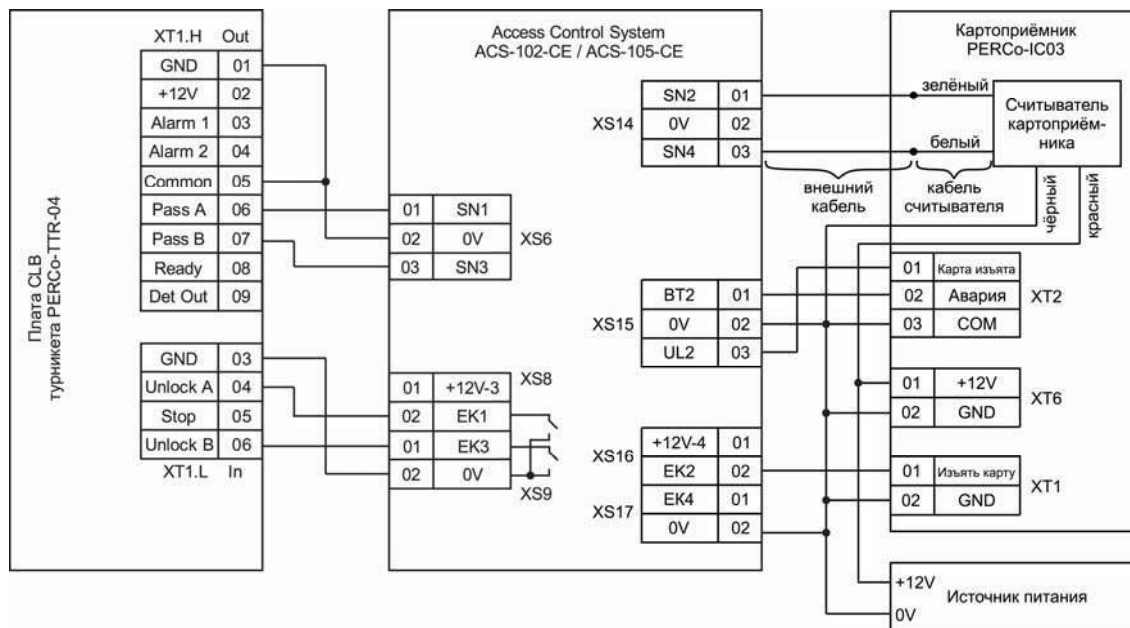 Плата CLB
турникета PERCo-TTR-04
XT1.H Out
GND 01
+12V 02
Alarm 1 03
Alarm 2 04
Common 05
Pass A 06
Pass B 07
Ready 08
Det Out 09
GND 03
Unlock A 04
Stop 05
Unlock B 06
XT1.L In
Access Control System
ACS-102-CE / ACS-105-CE
01 SN1
02 0V
03 SN3
XS6
XS8
01 +12V-3
02 EK1
01 EK3
02 0V
XS9
XS14
SN2 01
0V 02
SN4 03
XS15
BT2 01
0V 02
UL2 03
XS16
+12V-4 01
EK2 02
XS17
EK4 01
0V 02
внешний
кабель
Картоприёмник
PERCo-IC03
зелёный
белый
кабель
считывателя
Считыватель
картоприём-
ника
чёрный
красный
01 Карта изъята
02 Авария
03 COM
XT2
01 +12V
02 GND
XT6
01 Изъять карту
02 GND
XT1
+12V
Источник питания
0V